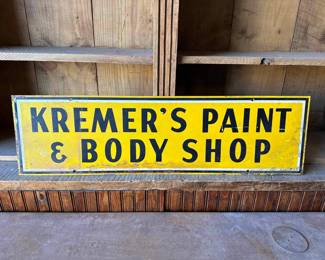 KREMER'S PAINT
& BODY SHOP